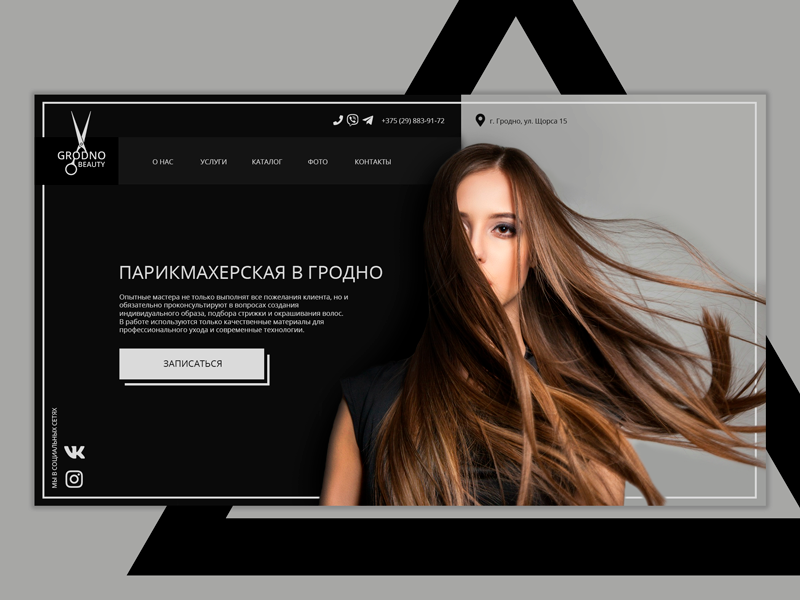 +375 (29) 883-91-72
г. Гродно, ул. Щорса 15
GRODNO
BEAUTY
О НАС
УСЛУГИ
КАТАЛОГ
ФОТО
КОНТАКТЫ
ПАРИКМАХЕРСКАЯ В ГРОДНО
Опытные мастера не только выполнят все пожелания клиента, но и
обязательно проконсультируют в вопросах создания
индивидуального образа, подбора стрижки и окрашивания волос.
В работе используются только качественные материалы для
профессионального ухода и современные технологии.
ЗАПИСАТЬСЯ
МЫ В СОЦИАЛЬНЫХ СЕТЯХ